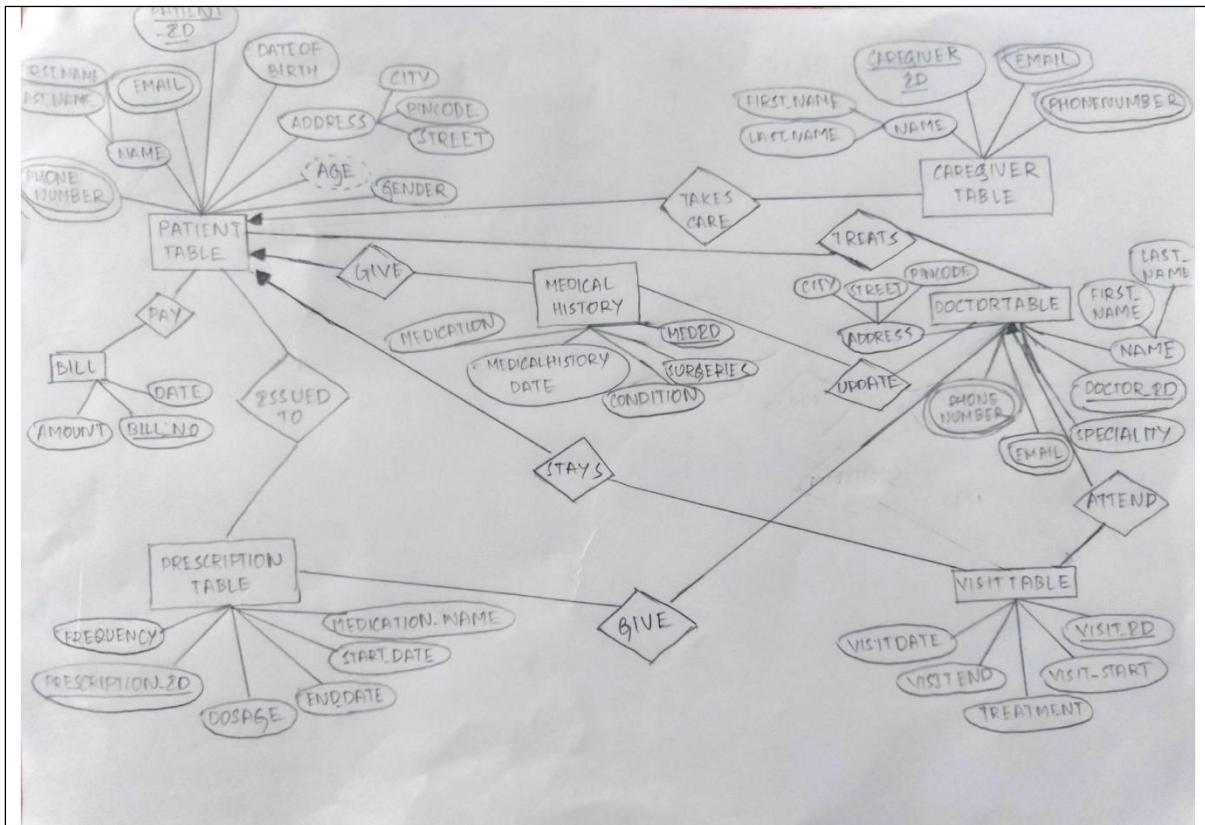 PATIENT
_ID
DATE OF
BIRTH
EMAIL
NAME
ADDRESS
CITY
PINCODE
STREET
AGE
GENDER
PHONE
NUMBER
PATIENT
TABLE
CAREGIVER
ID
EMAIL
PHONENUMBER
FIRST_NAME
LAST_NAME
NAME
CAREGIVER
TABLE
TAKES
CARE
TREATS
GIVE
MEDICAL
HISTORY
MEDICATION
MEDICALHISTORY
DATE
MEDID
SURGERIES
CONDITION
CITY
STREET
PINCODE
ADDRESS
DOCTORTABLE
LAST_
NAME
FIRST_
NAME
NAME
DOCTOR_ID
SPECIALITY
PHONE
NUMBER
EMAIL
UPDATE
PAY
BILL
DATE
AMOUNT
BILL_NO
ISSUED
TO
STAYS
ATTEND
PRESCRIPTION
TABLE
FREQUENCY
PRESCRIPTION_ID
DOSAGE
ENDDATE
START_DATE
MEDICATION_NAME
GIVE
VISIT TABLE
VISITDATE
VISITEND
TREATMENT
VISIT_START
VISIT_ID